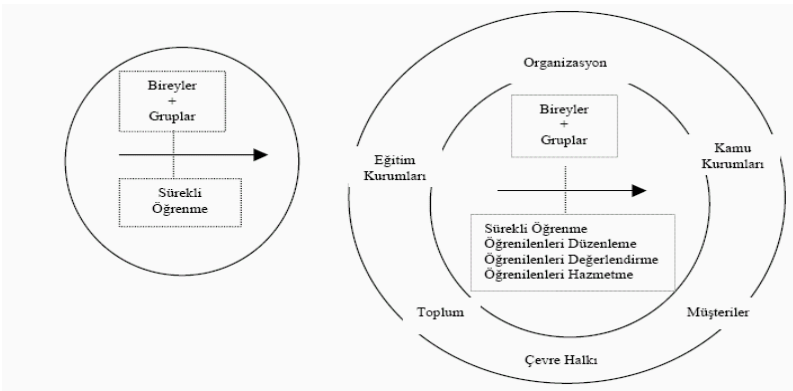 Bireyler
+
Gruplar
Sürekli
Öğrenme
Organizasyon
Bireyler
+
Gruplar
Eğitim
Kurumları
Kamu
Kurumları
Sürekli Öğrenme
Öğrenilenleri Düzenleme
Öğrenilenleri Değerlendirme
Öğrenilenleri Hazmetme
Toplum
Müşteriler
Çevre Halkı